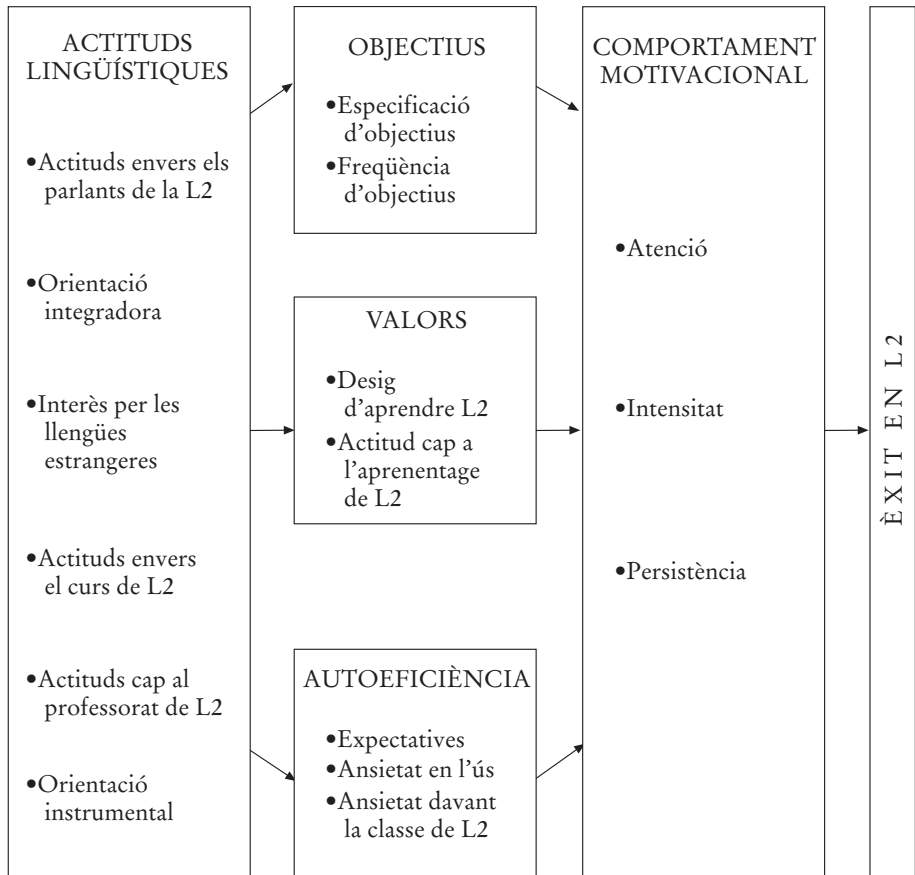 ACTITUDS
LINGÜÍSTIQUES
•Actituds envers els
parlants de la L2
•Orientació
integradora
•Interès per les
llengües
estrangeres
•Actituds envers
el curs de L2
•Actituds cap al
professorat de L2
•Orientació
instrumental
OBJECTIUS
•Especificació
d’objectius
•Freqüència
d’objectius
VALORS
•Desig
d’aprendre L2
•Actitud cap a
l’aprenentage
de L2
AUTOEFICIÈNCIA
•Expectatives
•Ansietat en l’ús
•Ansietat davant
la classe de L2
COMPORTAMENT
MOTIVACIONAL
•Atenció
•Intensitat
•Persistència
ÈXIT EN L2